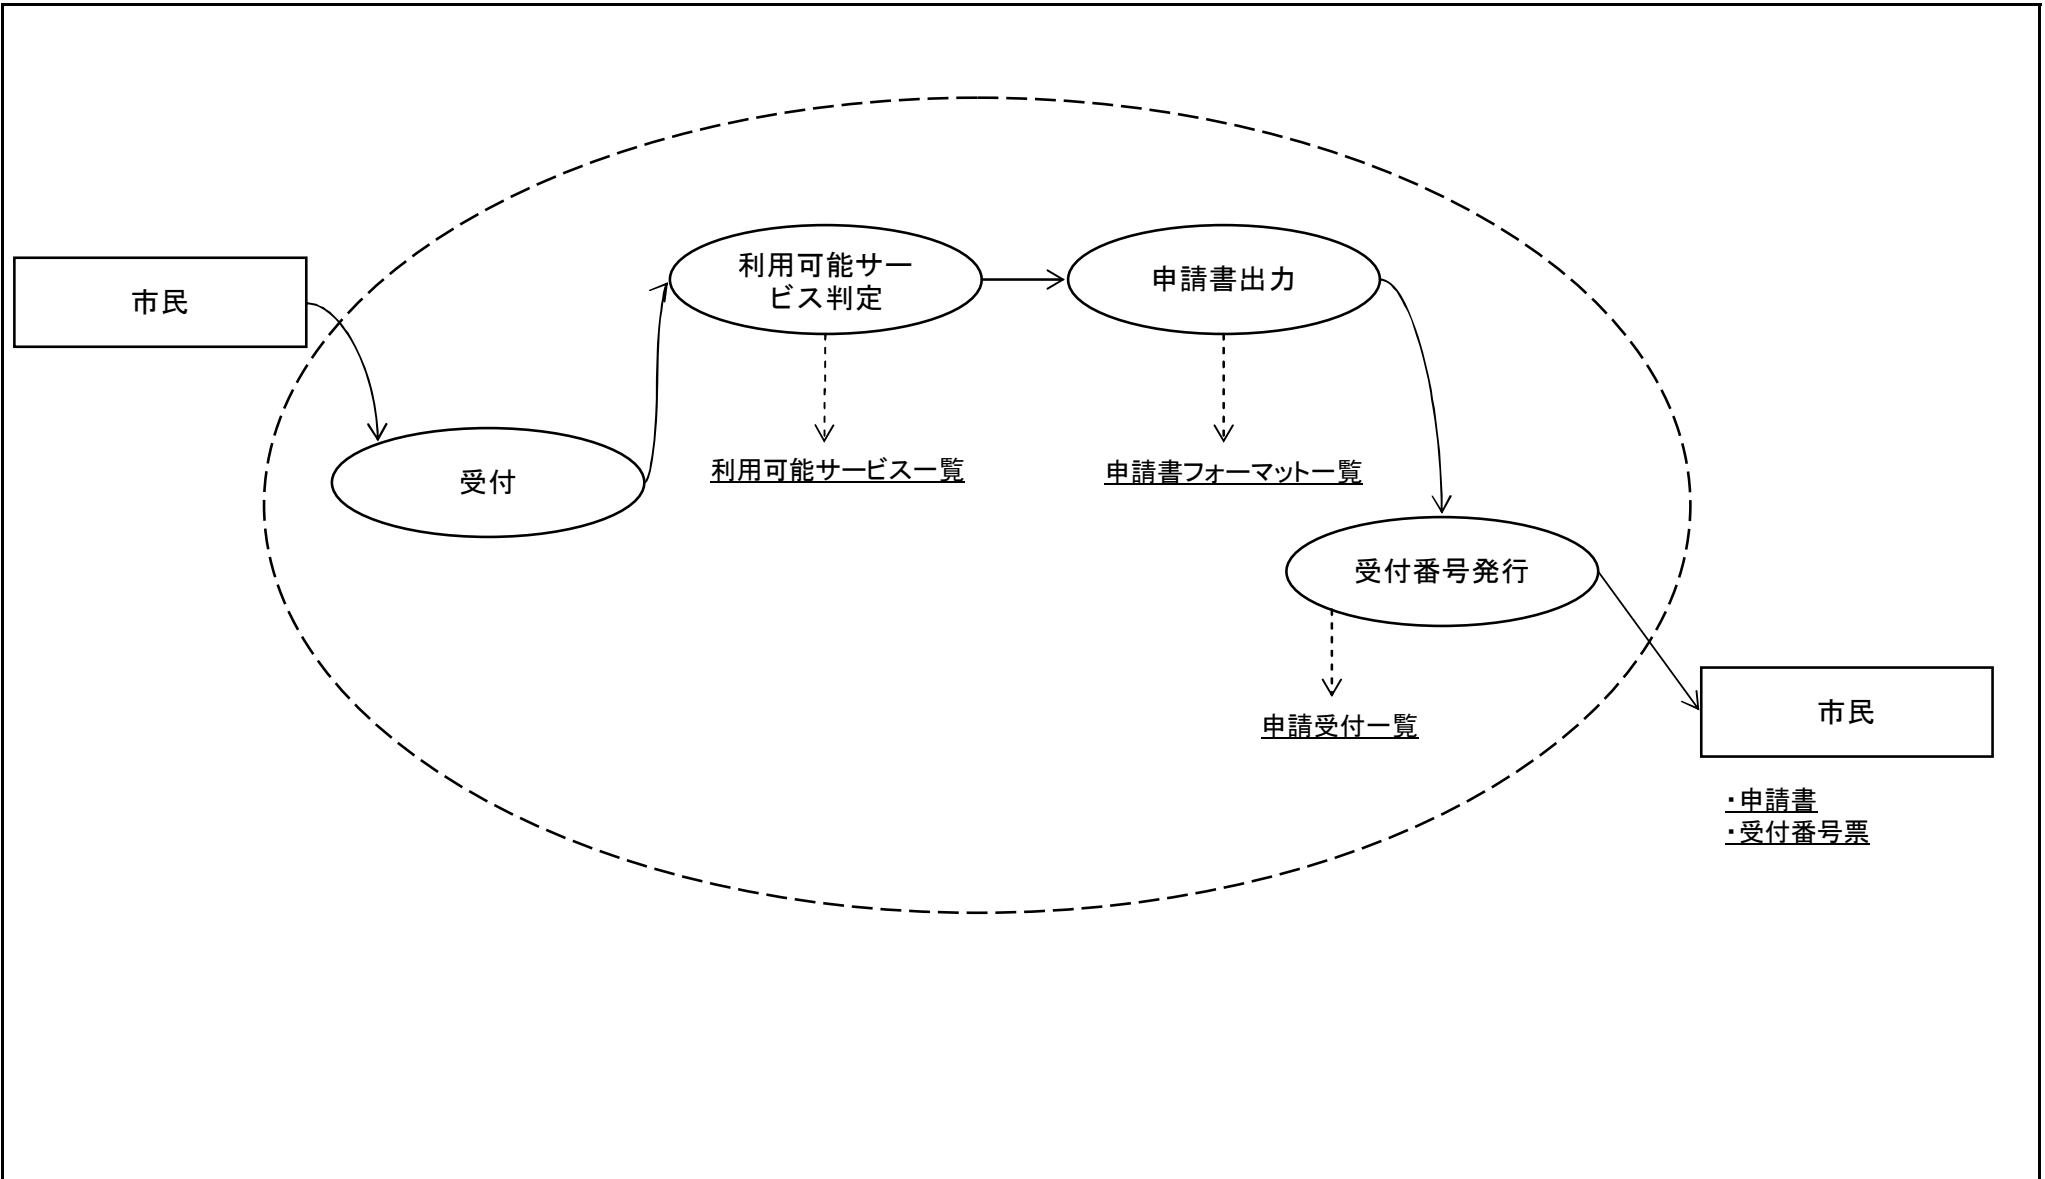 市民
利用可能サー
ビス判定
申請書出力
受付
利用可能サービス一覧
申請書フォーマット一覧
受付番号発行
申請受付一覧
市民
・申請書
・受付番号票